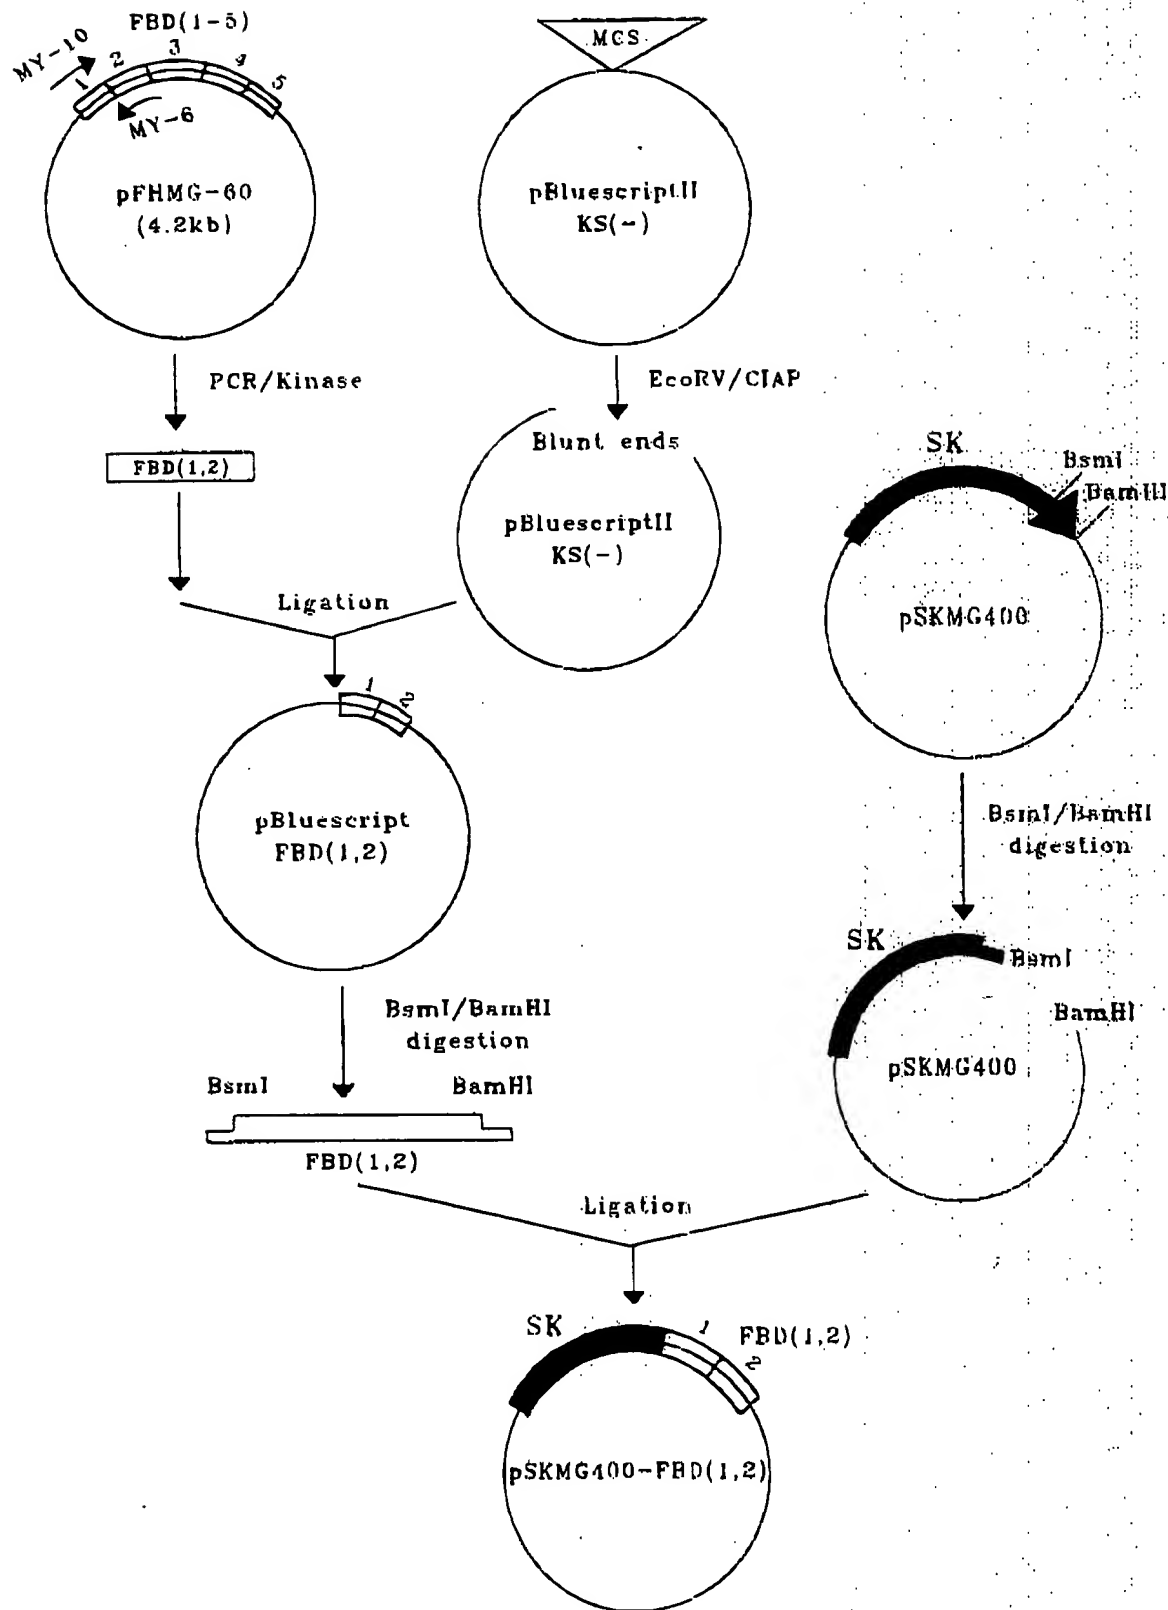 FBD(1-5)
MY-10
1 2 3 4 5
MY-6
pFHMG-60
(4.2kb)
MCS
pBluescriptII
KS(-)
PCR/Kinase
EcoRV/CIAP
FBD(1,2)
Blunt ends
pBluescriptII
KS(-)
SK
BsmI
BamHI
pSKMG400
Ligation
1 2
pBluescript
FBD(1,2)
BsmI/BamHI
digestion
SK
BsmI
BamHI
pSKMG400
BsmI/BamHI
digestion
BsmI
BamHI
FBD(1,2)
Ligation
SK
1 2
FBD(1,2)
pSKMG400-FBD(1,2)